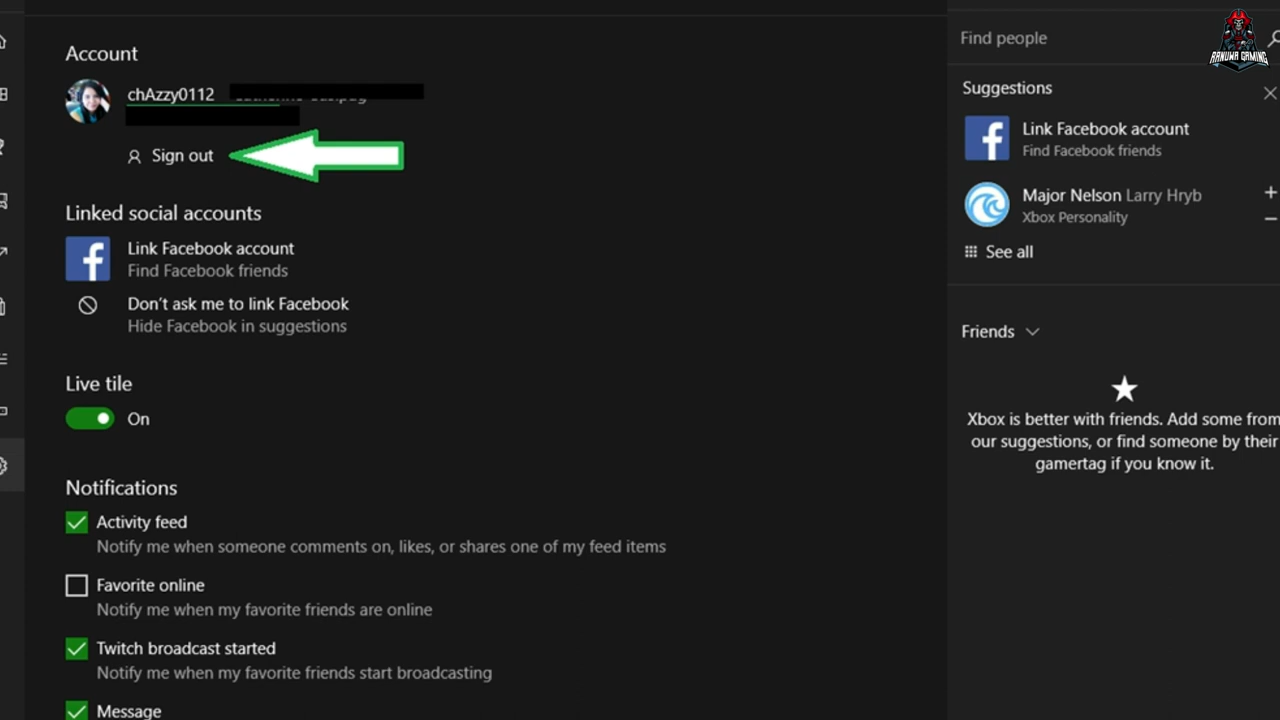 Account
chAzzy0112
Sign out
Linked social accounts
Link Facebook account
Find Facebook friends
Don't ask me to link Facebook
Hide Facebook in suggestions
Live tile
On
Notifications
Activity feed
Notify me when someone comments on, likes, or shares one of my feed items
Favorite online
Notify me when my favorite friends are online
Twitch broadcast started
Notify me when my favorite friends start broadcasting
Message
RANUWA GAMING
Find people
Suggestions
Link Facebook account
Find Facebook friends
Major Nelson Larry Hryb
Xbox Personality
See all
Friends
Xbox is better with friends. Add some from
our suggestions, or find someone by their
gamertag if you know it.